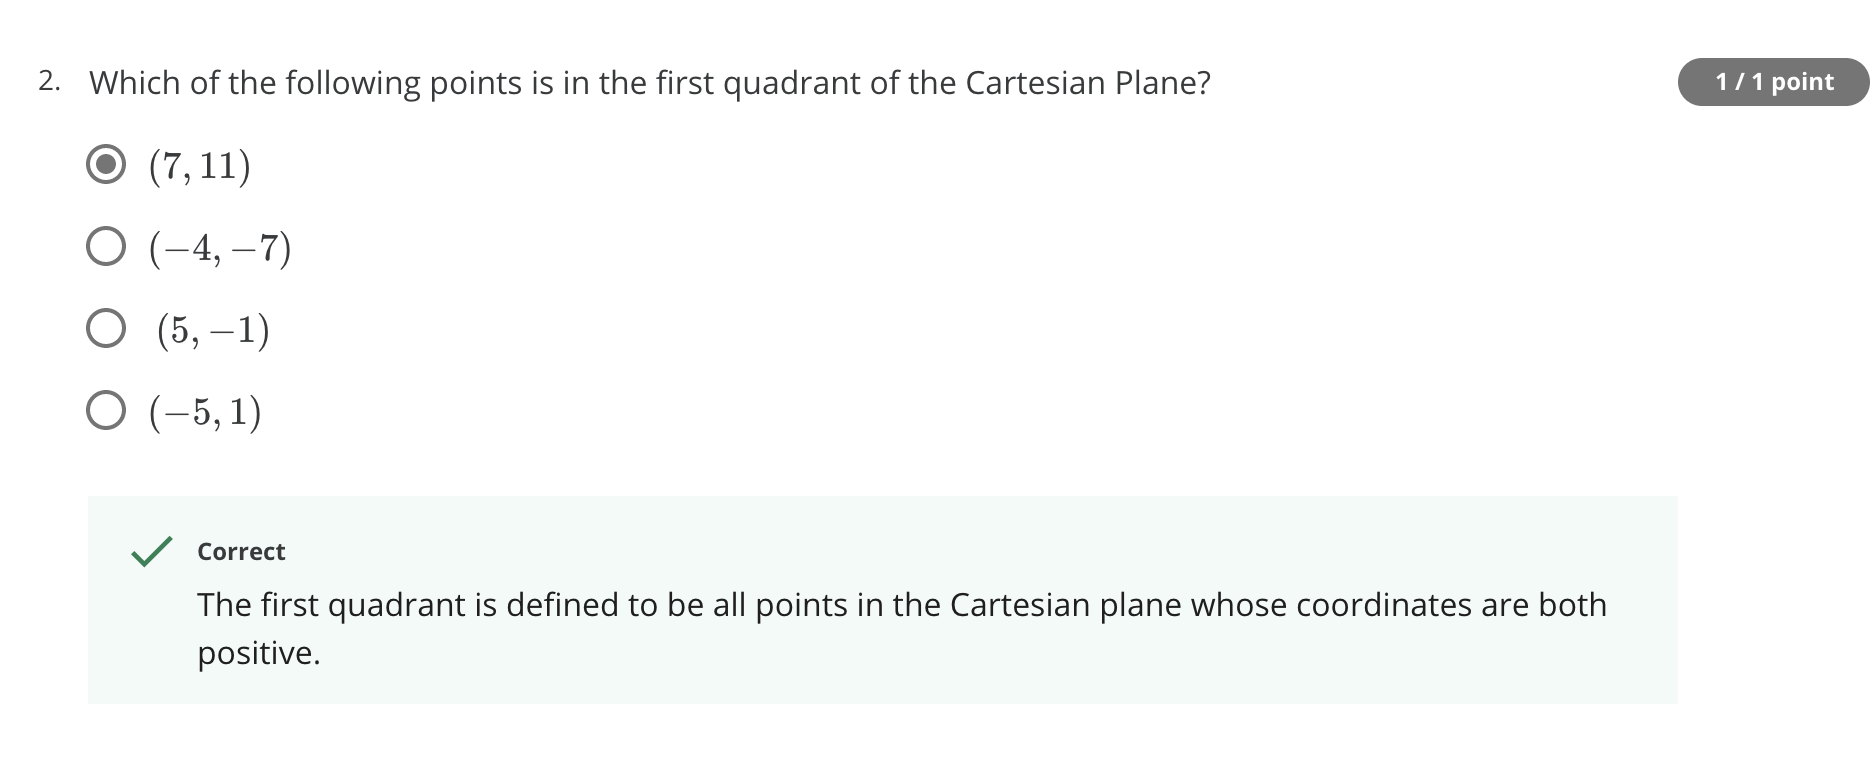 2. Which of the following points is in the first quadrant of the Cartesian Plane?
1 / 1 point
(7, 11)
(−4, −7)
(5, −1)
(−5, 1)
Correct
The first quadrant is defined to be all points in the Cartesian plane whose coordinates are both
positive.